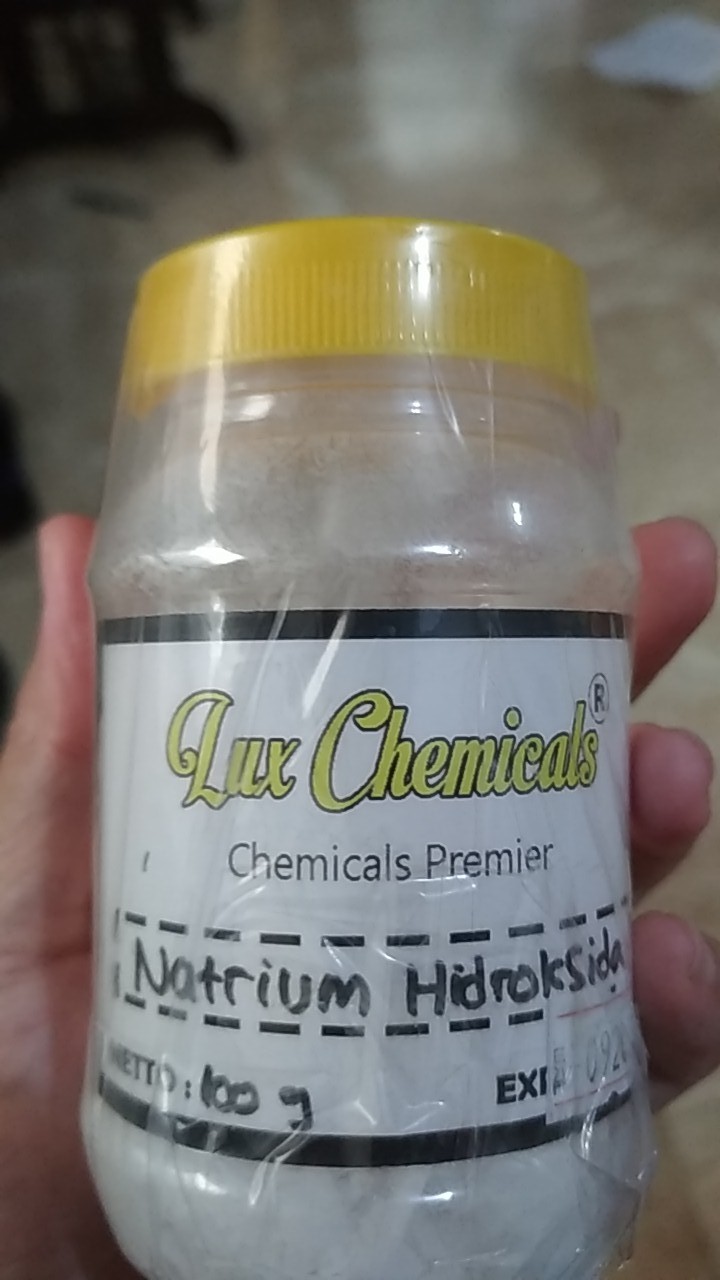 Lux Chemicals®
Chemicals Premier
Natrium Hidroksida
NETTO : 100 g